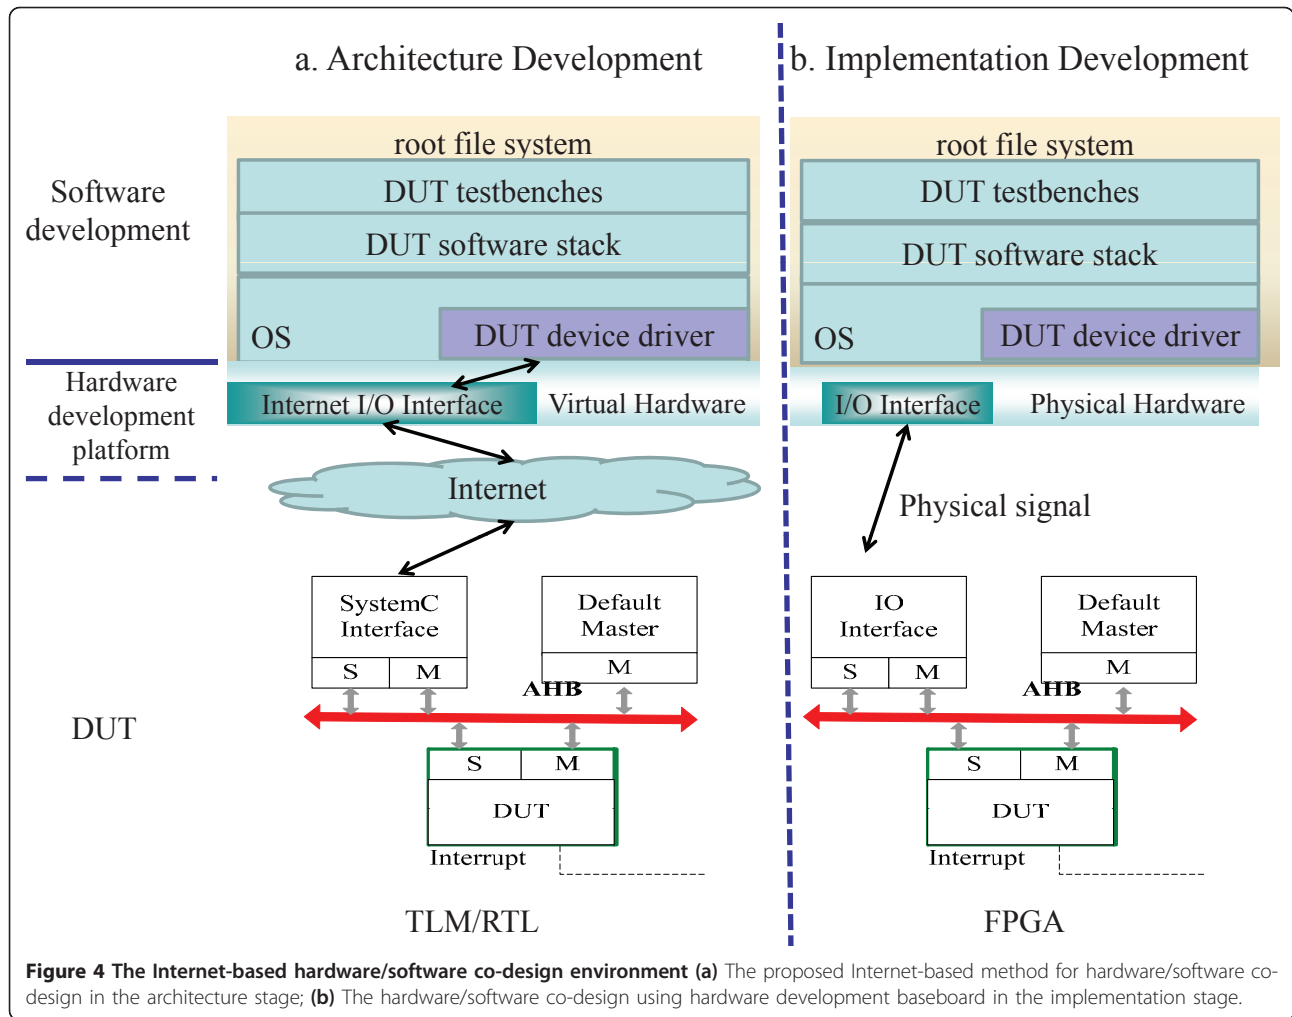 a. Architecture Development
b. Implementation Development
Software
development
root file system
DUT testbenches
DUT software stack
OS
DUT device driver
root file system
DUT testbenches
DUT software stack
OS
DUT device driver
Hardware
development
platform
Internet I/O Interface
Virtual Hardware
I/O Interface
Physical Hardware
Internet
Physical signal
DUT
SystemC
Interface
S
M
Default
Master
M
AHB
S
M
DUT
Interrupt
TLM/RTL
IO
Interface
S
M
Default
Master
M
AHB
S
M
DUT
Interrupt
FPGA
Figure 4 The Internet-based hardware/software co-design environment (a) The proposed Internet-based method for hardware/software co-
design in the architecture stage; (b) The hardware/software co-design using hardware development baseboard in the implementation stage.